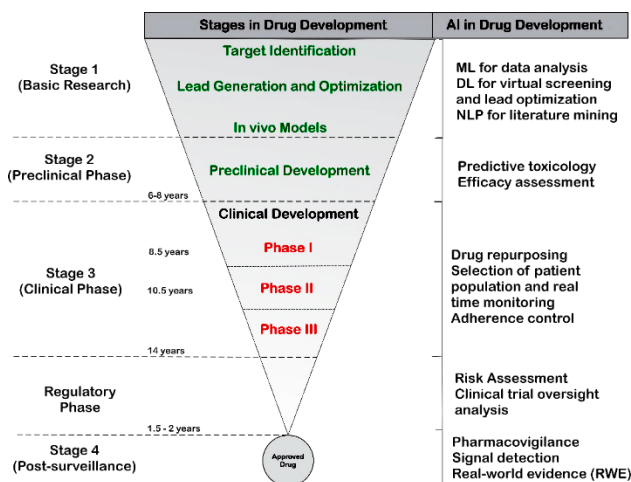 Stages in Drug Development
AI in Drug Development
Stage 1
(Basic Research)
Target Identification
Lead Generation and Optimization
In vivo Models
ML for data analysis
DL for virtual screening
and lead optimization
NLP for literature mining
Stage 2
(Preclinical Phase)
6-8 years
Preclinical Development
Predictive toxicology
Efficacy assessment
Stage 3
(Clinical Phase)
8.5 years
10.5 years
14 years
Clinical Development
Phase I
Phase II
Phase III
Drug repurposing
Selection of patient
population and real
time monitoring
Adherence control
Regulatory
Phase
1.5 - 2 years
Risk Assessment
Clinical trial oversight
analysis
Stage 4
(Post-surveillance)
Approved
Drug
Pharmacovigilance
Signal detection
Real-world evidence (RWE)